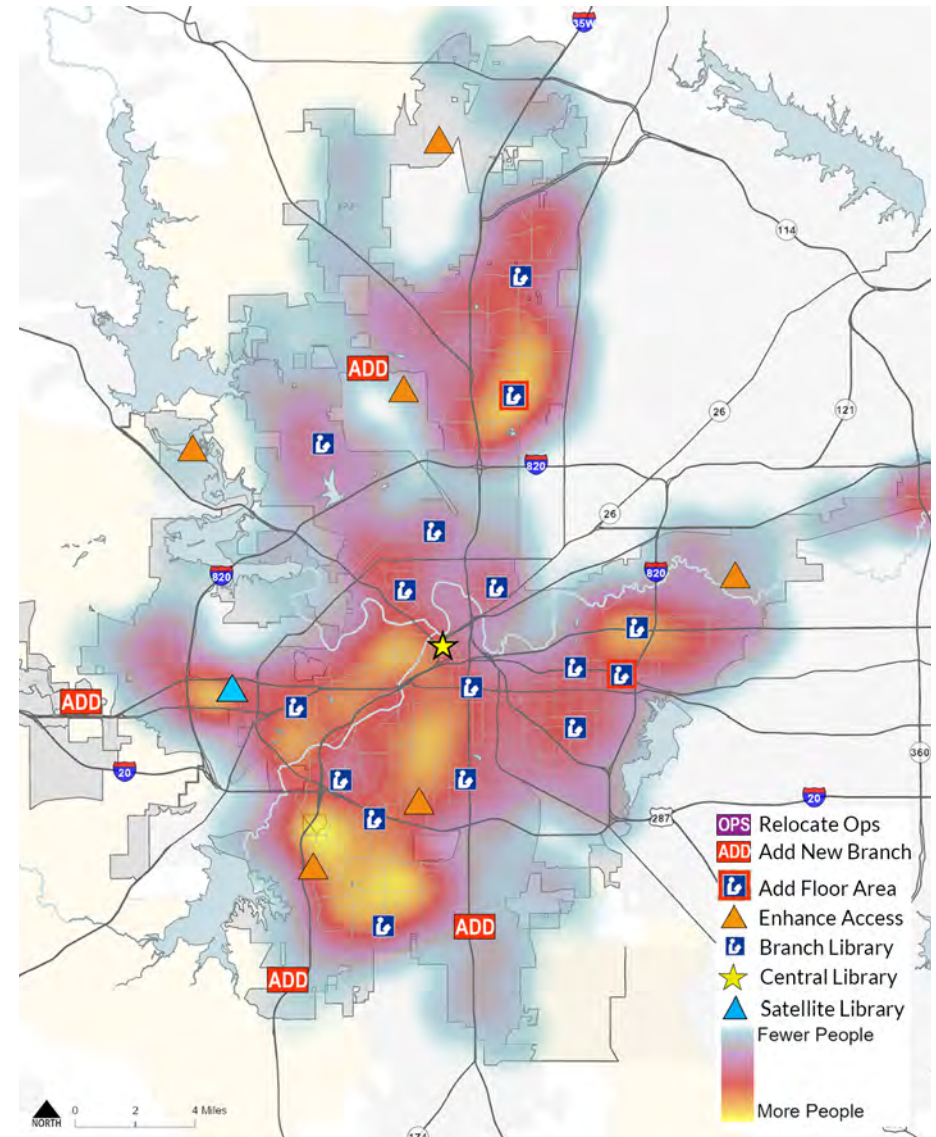 35W
114
ADD
26
121
820
26
820
820
ADD
360
20
20
287
OPS Relocate Ops
ADD Add New Branch
Add Floor Area
Enhance Access
ADD
Branch Library
Central Library
ADD
Satellite Library
Fewer People
More People
NORTH
0 2 4 Miles
174